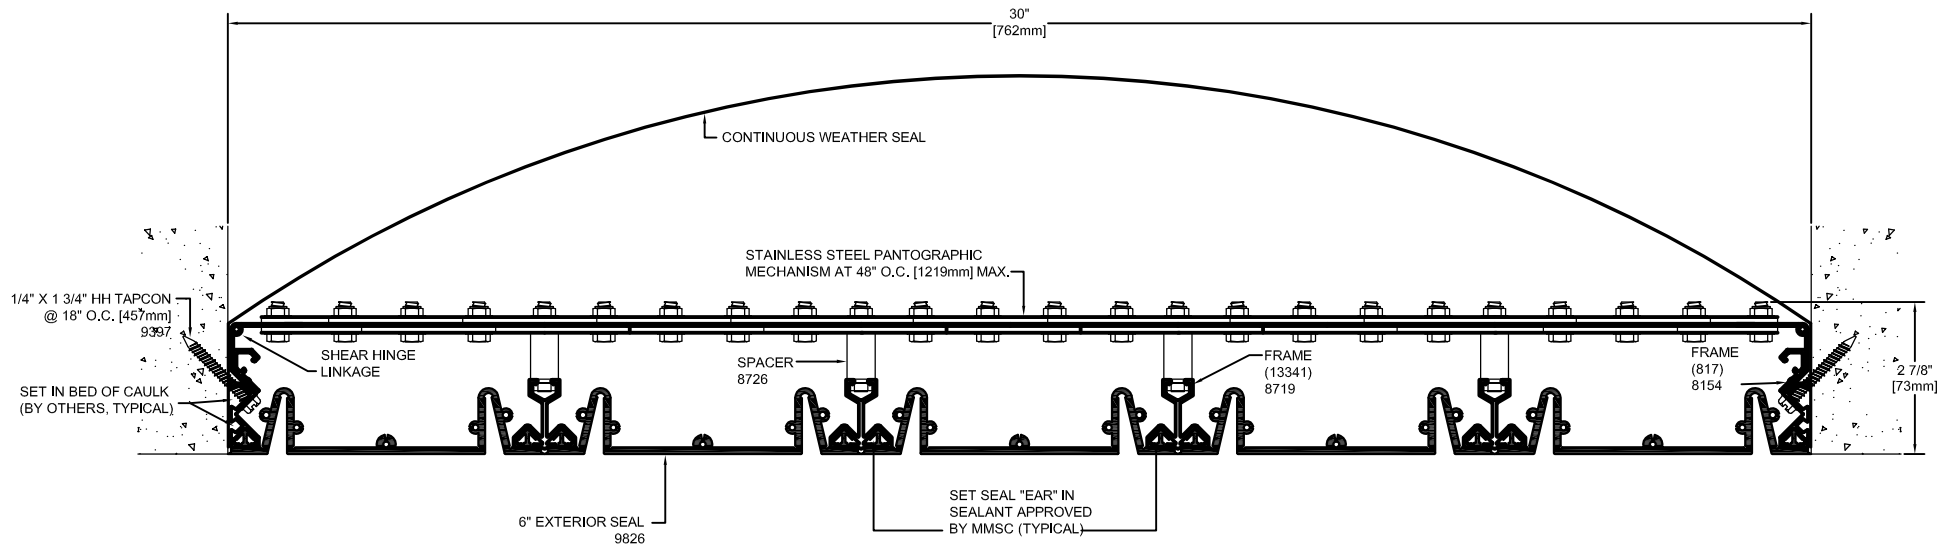 30"
[762mm]
CONTINUOUS WEATHER SEAL
STAINLESS STEEL PANTOGRAPHIC
MECHANISM AT 48" O.C. [1219mm] MAX.
1/4" X 1 3/4" HH TAPCON
@ 18" O.C. [457mm]
9397
SHEAR HINGE
LINKAGE
SPACER
8726
FRAME
(13341)
8719
FRAME
(817)
8154
2 7/8"
[73mm]
SET IN BED OF CAULK
(BY OTHERS, TYPICAL)
SET SEAL "EAR" IN
SEALANT APPROVED
BY MMSC (TYPICAL)
6" EXTERIOR SEAL
9826